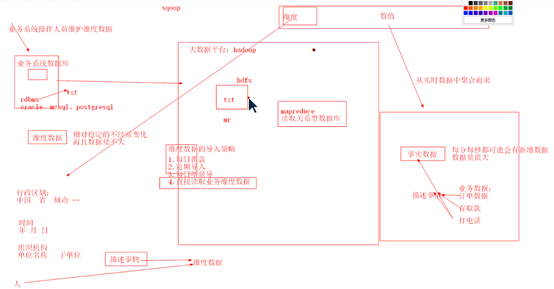 sqoop
维度
数值
更多颜色
业务系统操作人员维护维度数据
业务系统数据库
txt
rdbms
oracle、mysql、postgresql
大数据平台：hadoop
hdfs
txt
mr
mapreduce
读取关系型数据库
从实时数据中聚合而来
维度数据
相对稳定的不经常变化
而且数据量不大
维度数据的导入策略
1.每日覆盖
2.定期导入
3.每日增量导
4.直接读取业务维度数据
事实数据
每分每秒都可能会有新增数据
数据量很大
描述事物
业务数据：
订单数据
存取款
打电话
行政区划：
中国 省 城市 --
时间
年 月 日
组织机构
单位名称 子单位
描述事物
维度数据
人